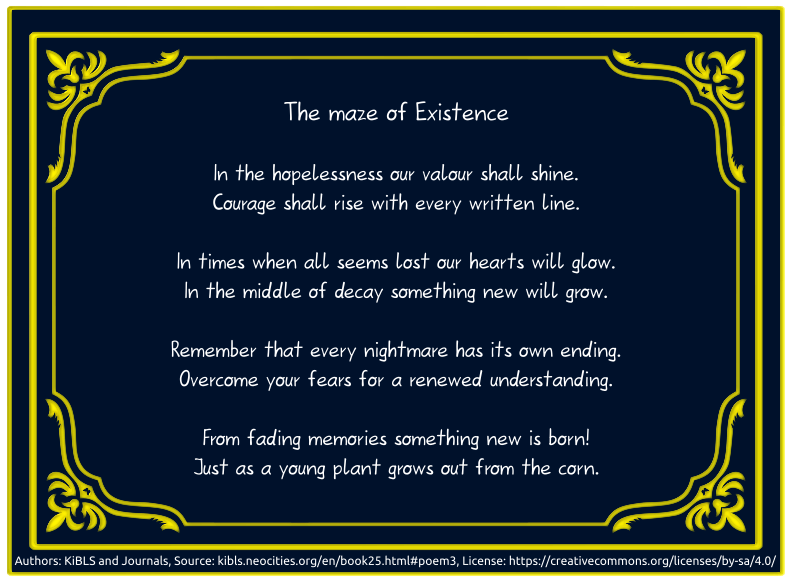 The maze of Existence
In the hopelessness our valour shall shine.
Courage shall rise with every written line.
In times when all seems lost our hearts will glow.
In the middle of decay something new will grow.
Remember that every nightmare has its own ending.
Overcome your fears for a renewed understanding.
From fading memories something new is born!
Just as a young plant grows out from the corn.
Authors: KiBLS and Journals, Source: kibls.neocities.org/en/book25.html#poem3, License: https://creativecommons.org/licenses/by-sa/4.0/